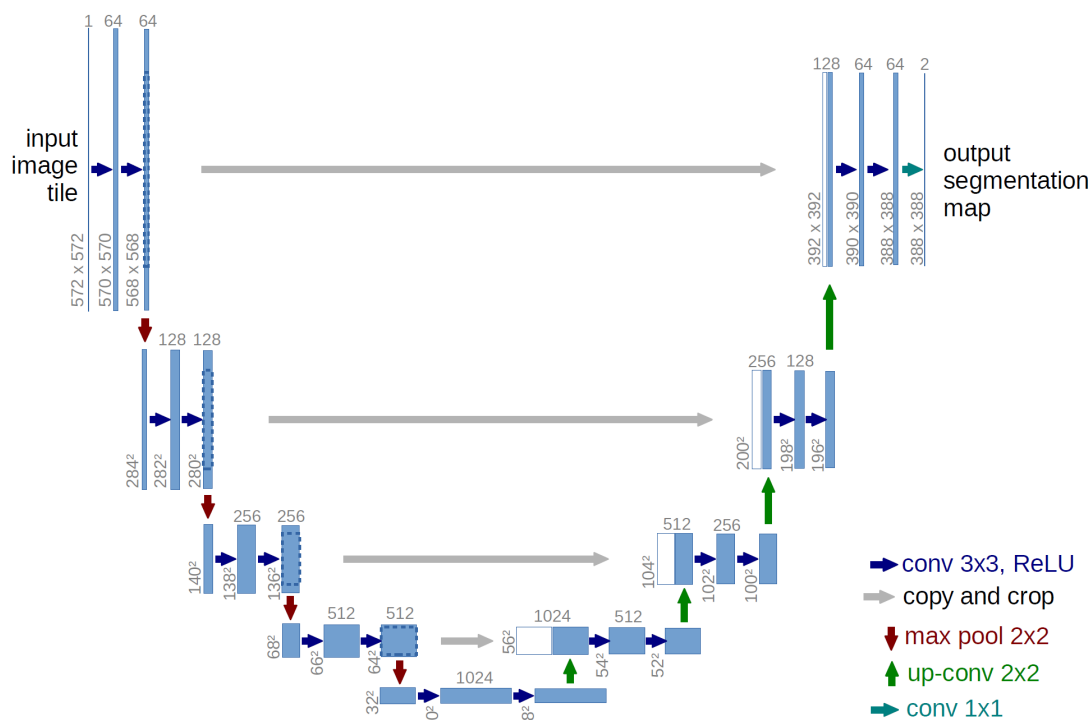 1 64 64
128 64 64 2
input
image
tile
output
segmentation
map
572 x 572
570 x 570
568 x 568
392 x 392
390 x 390
388 x 388
388 x 388
128 128
256 128
284²
282²
280²
200²
198²
196²
256 256
512 256
140²
138²
136²
104²
102²
100²
512 512
1024 512
68²
66²
64²
56²
54²
52²
1024
32²
0²
8²
conv 3x3, ReLU
copy and crop
max pool 2x2
up-conv 2x2
conv 1x1